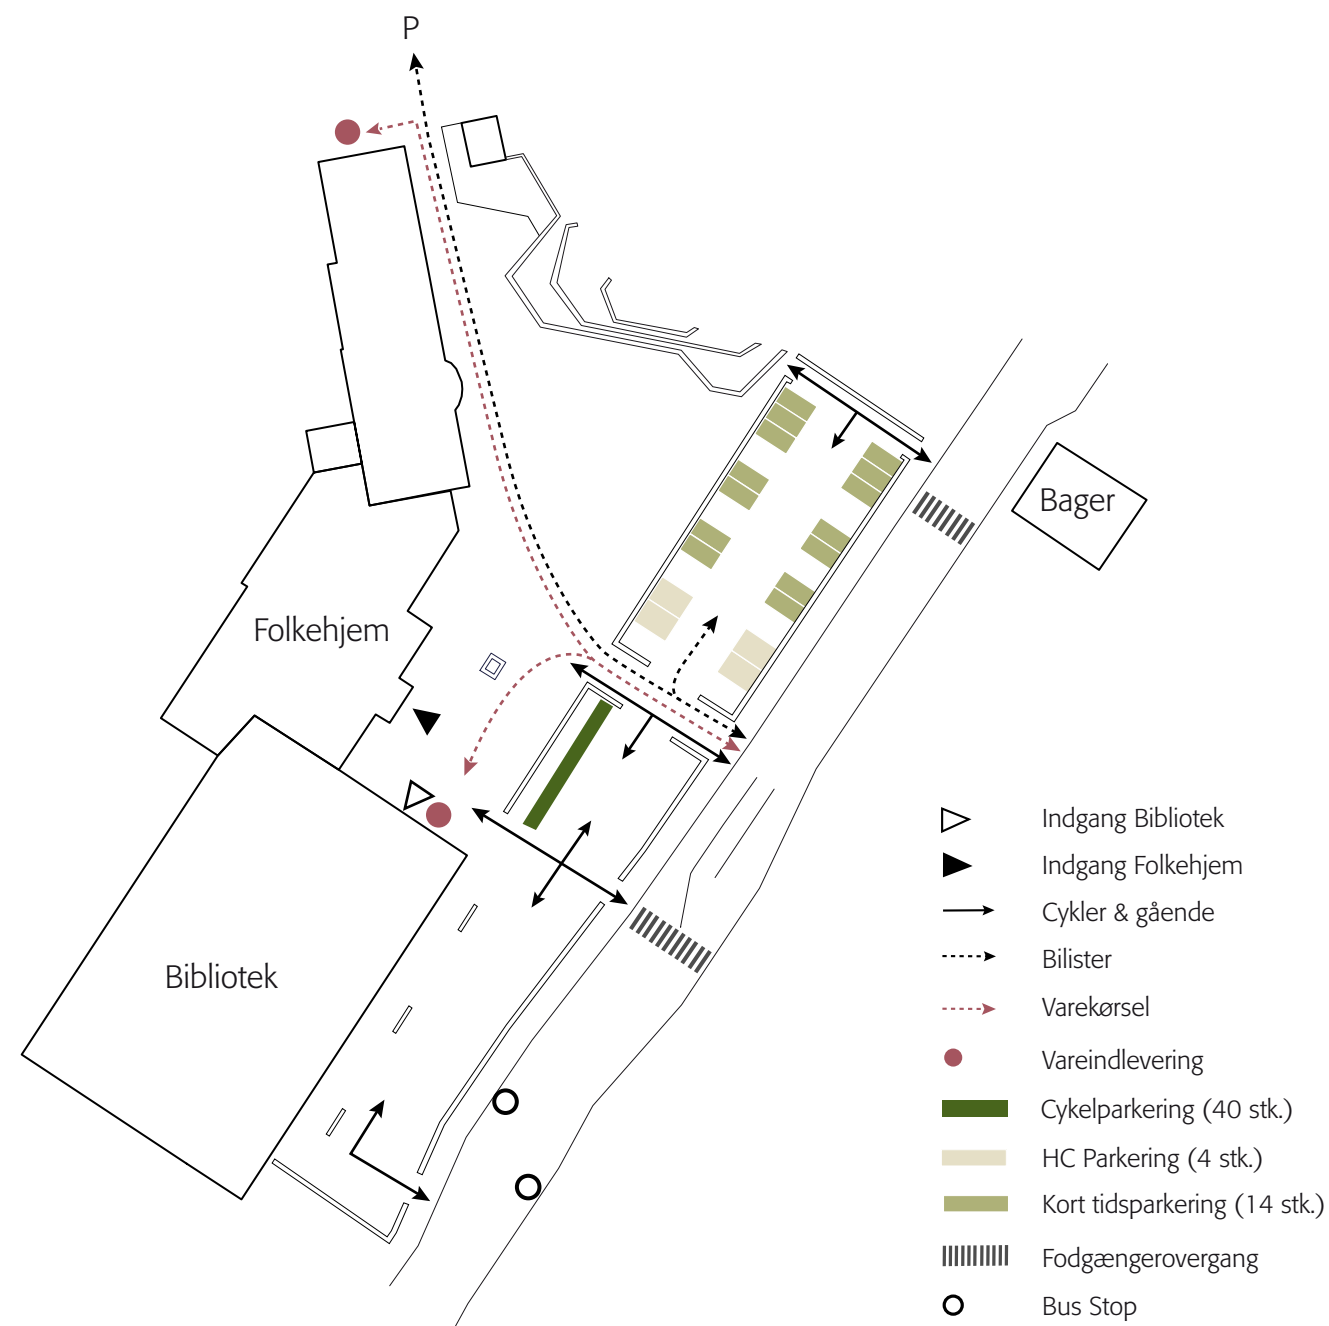 P
Bager
Folkehjem
Bibliotek
Indgang Bibliotek
Indgang Folkehjem
Cykler & gående
Bilister
Varekørsel
Vareindlevering
Cykelparkering (40 stk.)
HC Parkering (4 stk.)
Kort tidsparkering (14 stk.)
Fodgængerovergang
Bus Stop